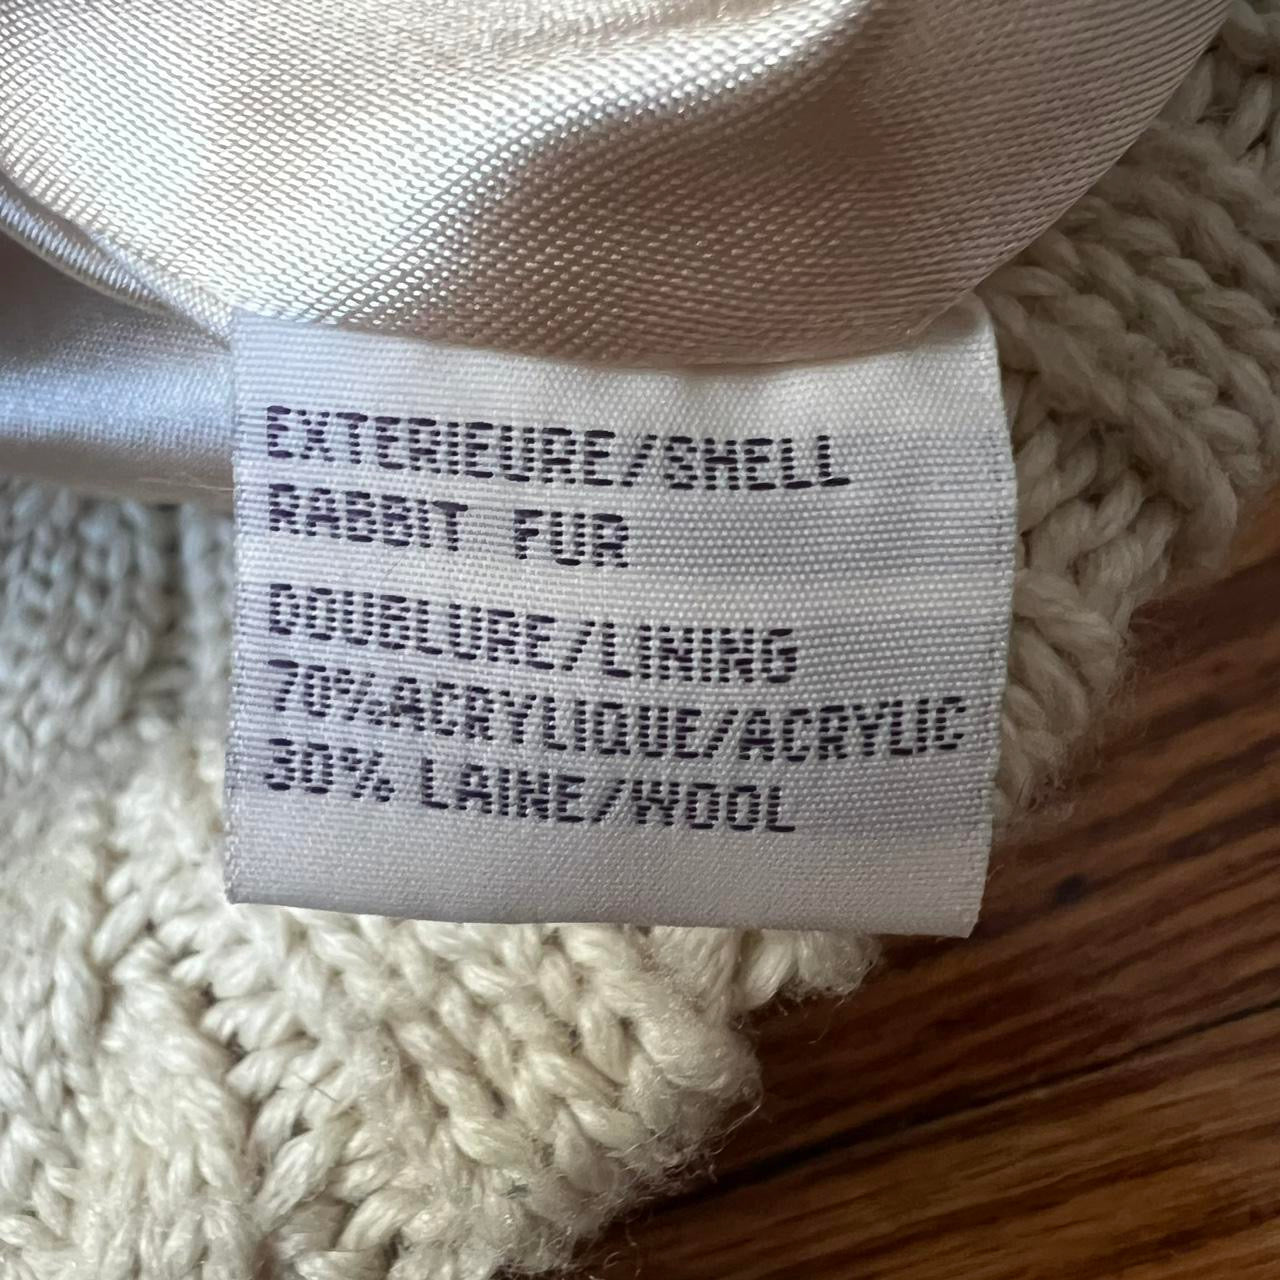 EXTERIEURE/SHELL
RABBIT FUR
DOUBLURE/LINING
70%ACRYLIQUE/ACRYLIC
30% LAINE/WOOL